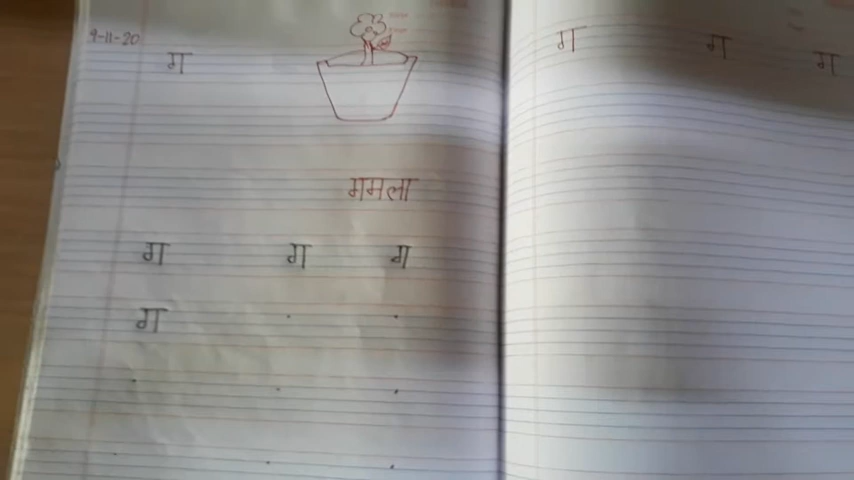 9-11-20
ग
गमला
ग ग ग
ग
ग ग ग